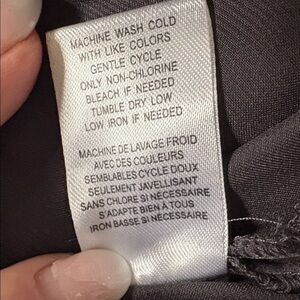 MACHINE WASH COLD
WITH LIKE COLORS
GENTLE CYCLE
ONLY NON-CHLORINE
BLEACH IF NEEDED
TUMBLE DRY LOW
LOW IRON IF NEEDED
MACHINE DE LAVAGE FROID
AVEC DES COULEURS
SEMBLABLES CYCLE DOUX
SEULEMENT JAVELLISANT
SANS CHLORE SI NÉCESSAIRE
S'ADAPTE BIEN À TOUS
IRON BASSE SI NÉCESSAIRE